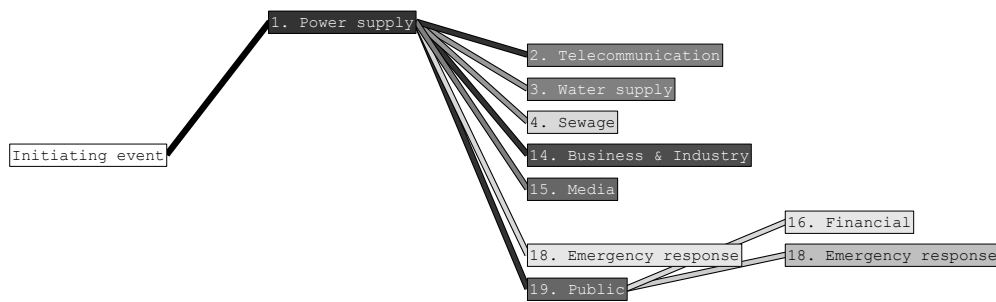 1. Power supply
2. Telecommunication
3. Water supply
4. Sewage
Initiating event
14. Business & Industry
15. Media
16. Financial
18. Emergency response
18. Emergency response
19. Public